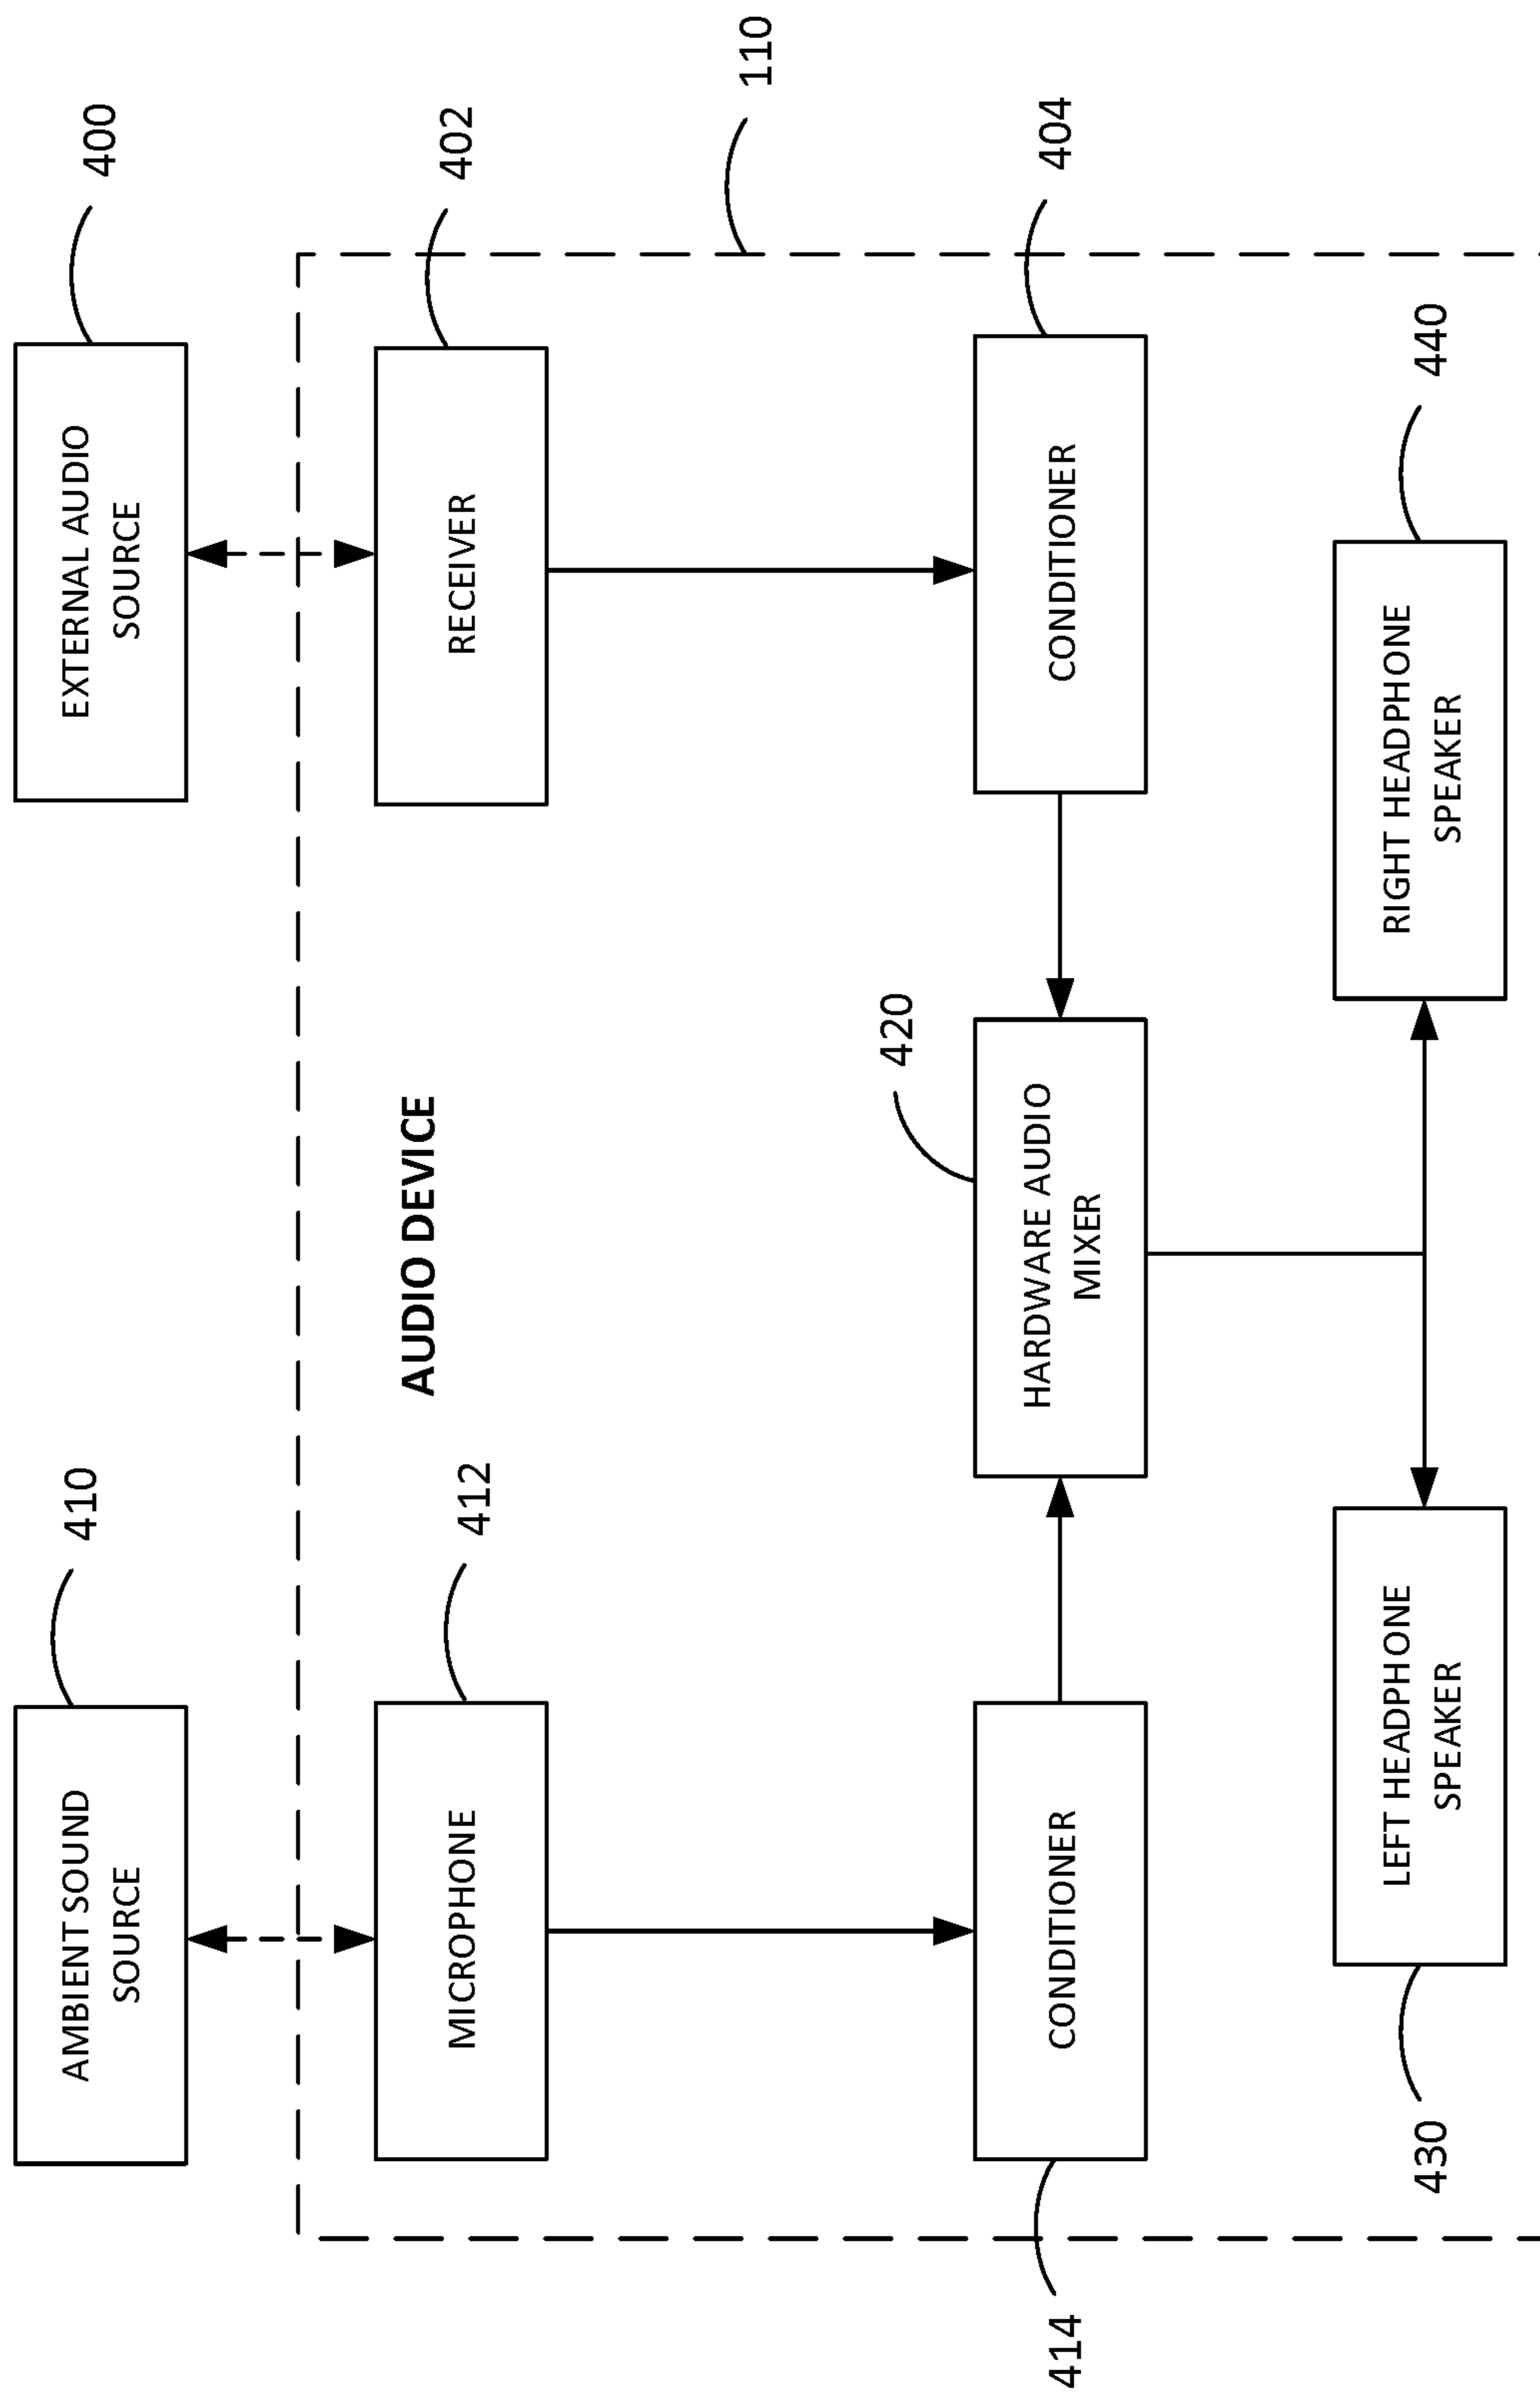 410
400
AMBIENT SOUND
SOURCE
EXTERNAL AUDIO
SOURCE
AUDIO DEVICE
412
402
MICROPHONE
RECEIVER
110
420
414
404
CONDITIONER
HARDWARE AUDIO
MIXER
CONDITIONER
430
440
LEFT HEADPHONE
SPEAKER
RIGHT HEADPHONE
SPEAKER